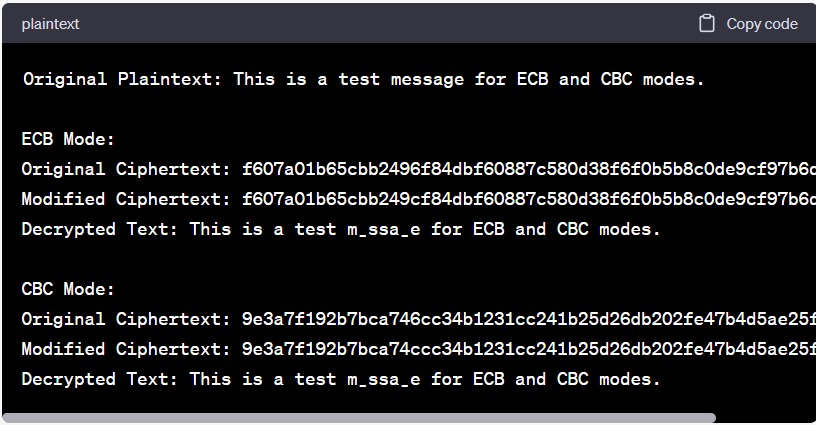 plaintext
Copy code
Original Plaintext: This is a test message for ECB and CBC modes.
ECB Mode:
Original Ciphertext: f607a01b65cbb2496f84dbf60887c580d38f6f0b5b8c0de9cf97b6c
Modified Ciphertext: f607a01b65cbb249cf84dbf60887c580d38f6f0b5b8c0de9cf97b6c
Decrypted Text: This is a test m_ssa_e for ECB and CBC modes.
CBC Mode:
Original Ciphertext: 9e3a7f192b7bca746cc34b1231cc241b25d26db202fe47b4d5ae25f
Modified Ciphertext: 9e3a7f192b7bca74ccc34b1231cc241b25d26db202fe47b4d5ae25f
Decrypted Text: This is a test m_ssa_e for ECB and CBC modes.